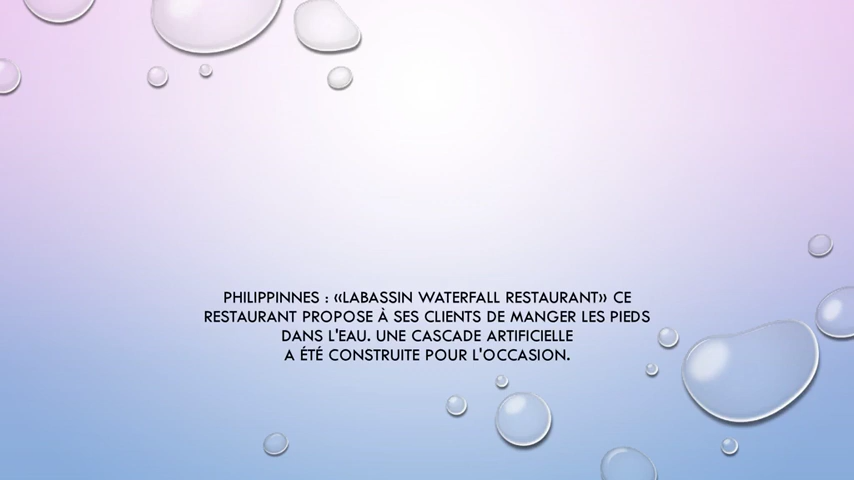 PHILIPPINNES : «LABASSIN WATERFALL RESTAURANT» CE
RESTAURANT PROPOSE À SES CLIENTS DE MANGER LES PIEDS
DANS L'EAU. UNE CASCADE ARTIFICIELLE
A ÉTÉ CONSTRUITE POUR L'OCCASION.